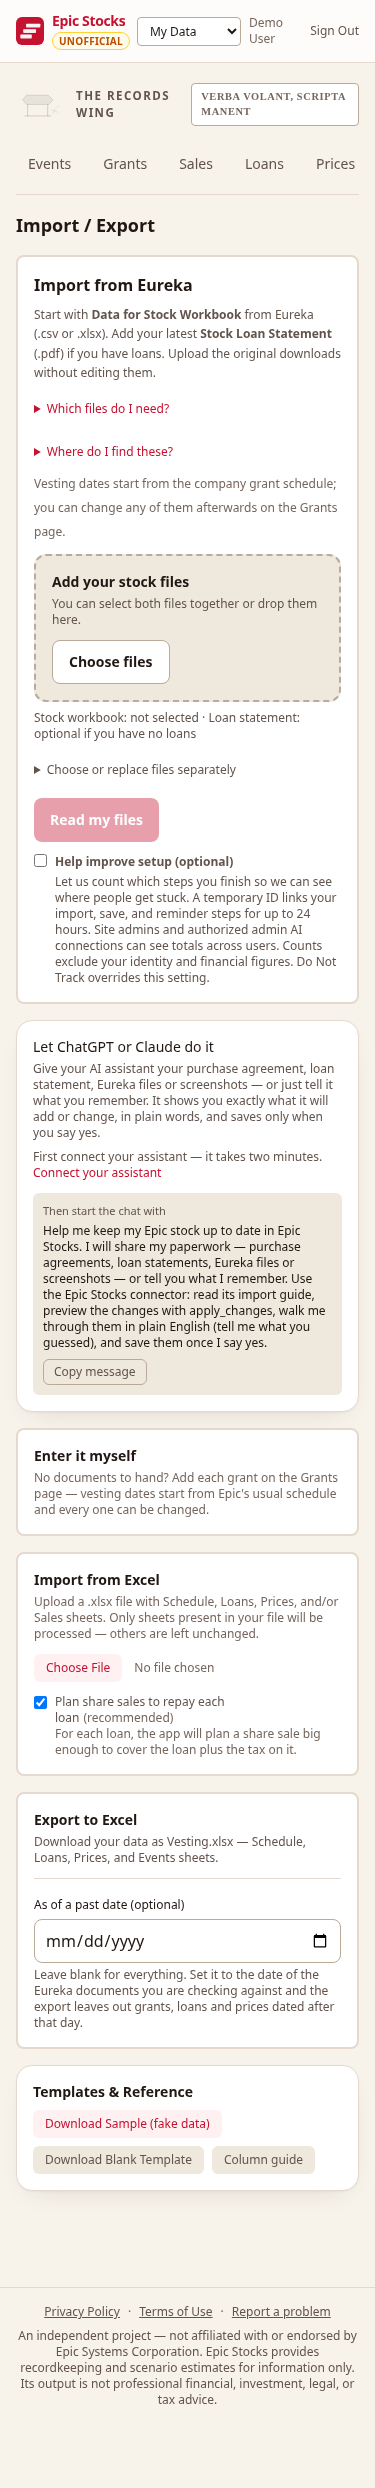 Epic Stocks
UNOFFICIAL
My Data
Demo
User
Sign Out
THE RECORDS
WING
VERBA VOLANT, SCRIPTA
MANENT
Events Grants Sales Loans Prices
Import / Export
Import from Eureka
Start with Data for Stock Workbook from Eureka
(.csv or .xlsx). Add your latest Stock Loan Statement
(.pdf) if you have loans. Upload the original downloads
without editing them.
Which files do I need?
Where do I find these?
Vesting dates start from the company grant schedule;
you can change any of them afterwards on the Grants
page.
Add your stock files
You can select both files together or drop them
here.
Choose files
Stock workbook: not selected · Loan statement:
optional if you have no loans
Choose or replace files separately
Read my files
Help improve setup (optional)
Let us count which steps you finish so we can see
where people get stuck. A temporary ID links your
import, save, and reminder steps for up to 24
hours. Site admins and authorized admin AI
connections can see totals across users. Counts
exclude your identity and financial figures. Do Not
Track overrides this setting.
Let ChatGPT or Claude do it
Give your AI assistant your purchase agreement, loan
statement, Eureka files or screenshots — or just tell it
what you remember. It shows you exactly what it will
add or change, in plain words, and saves only when
you say yes.
First connect your assistant — it takes two minutes.
Connect your assistant
Then start the chat with
Help me keep my Epic stock up to date in Epic
Stocks. I will share my paperwork — purchase
agreements, loan statements, Eureka files or
screenshots — or tell you what I remember. Use
the Epic Stocks connector: read its import guide,
preview the changes with apply_changes, walk me
through them in plain English (tell me what you
guessed), and save them once I say yes.
Copy message
Enter it myself
No documents to hand? Add each grant on the Grants
page — vesting dates start from Epic's usual schedule
and every one can be changed.
Import from Excel
Upload a .xlsx file with Schedule, Loans, Prices, and/or
Sales sheets. Only sheets present in your file will be
processed — others are left unchanged.
Choose File No file chosen
Plan share sales to repay each
loan (recommended)
For each loan, the app will plan a share sale big
enough to cover the loan plus the tax on it.
Export to Excel
Download your data as Vesting.xlsx — Schedule,
Loans, Prices, and Events sheets.
As of a past date (optional)
mm/dd/yyyy
Leave blank for everything. Set it to the date of the
Eureka documents you are checking against and the
export leaves out grants, loans and prices dated after
that day.
Templates & Reference
Download Sample (fake data)
Download Blank Template Column guide
Privacy Policy · Terms of Use · Report a problem
An independent project — not affiliated with or endorsed by
Epic Systems Corporation. Epic Stocks provides
recordkeeping and scenario estimates for information only.
Its output is not professional financial, investment, legal, or
tax advice.